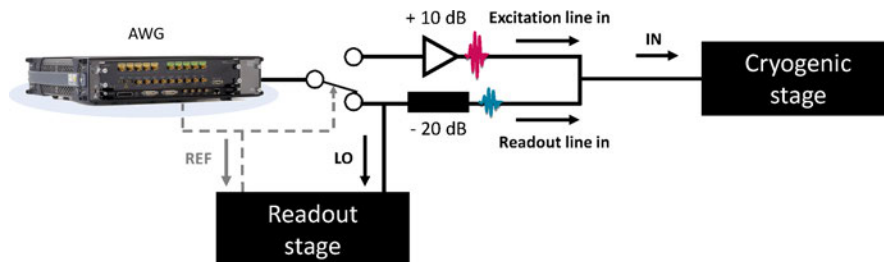 AWG
+ 10 dB
Excitation line in
IN
Cryogenic
stage
- 20 dB
Readout line in
REF
LO
Readout
stage